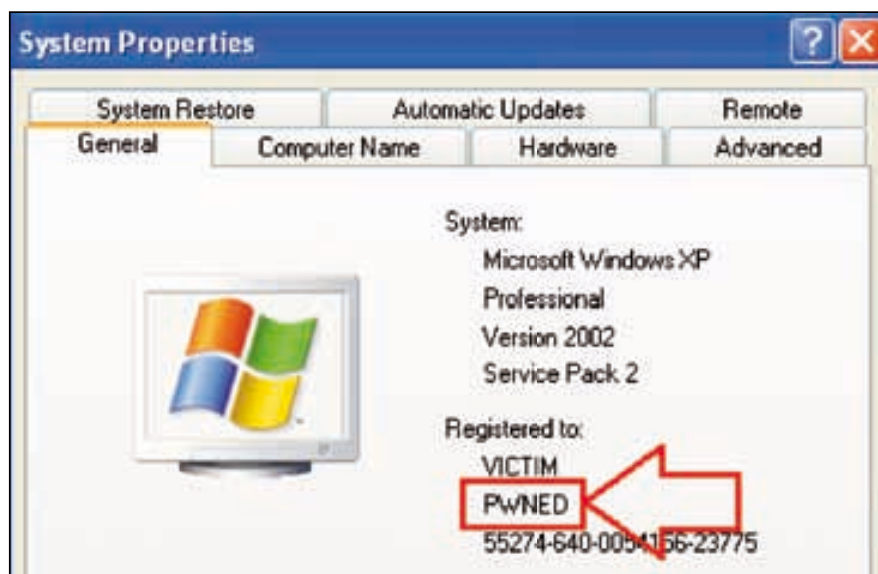 System Properties
System Restore Automatic Updates Remote
General Computer Name Hardware Advanced
System:
Microsoft Windows XP
Professional
Version 2002
Service Pack 2
Registered to:
VICTIM
PWNED
55274-640-0054156-23775